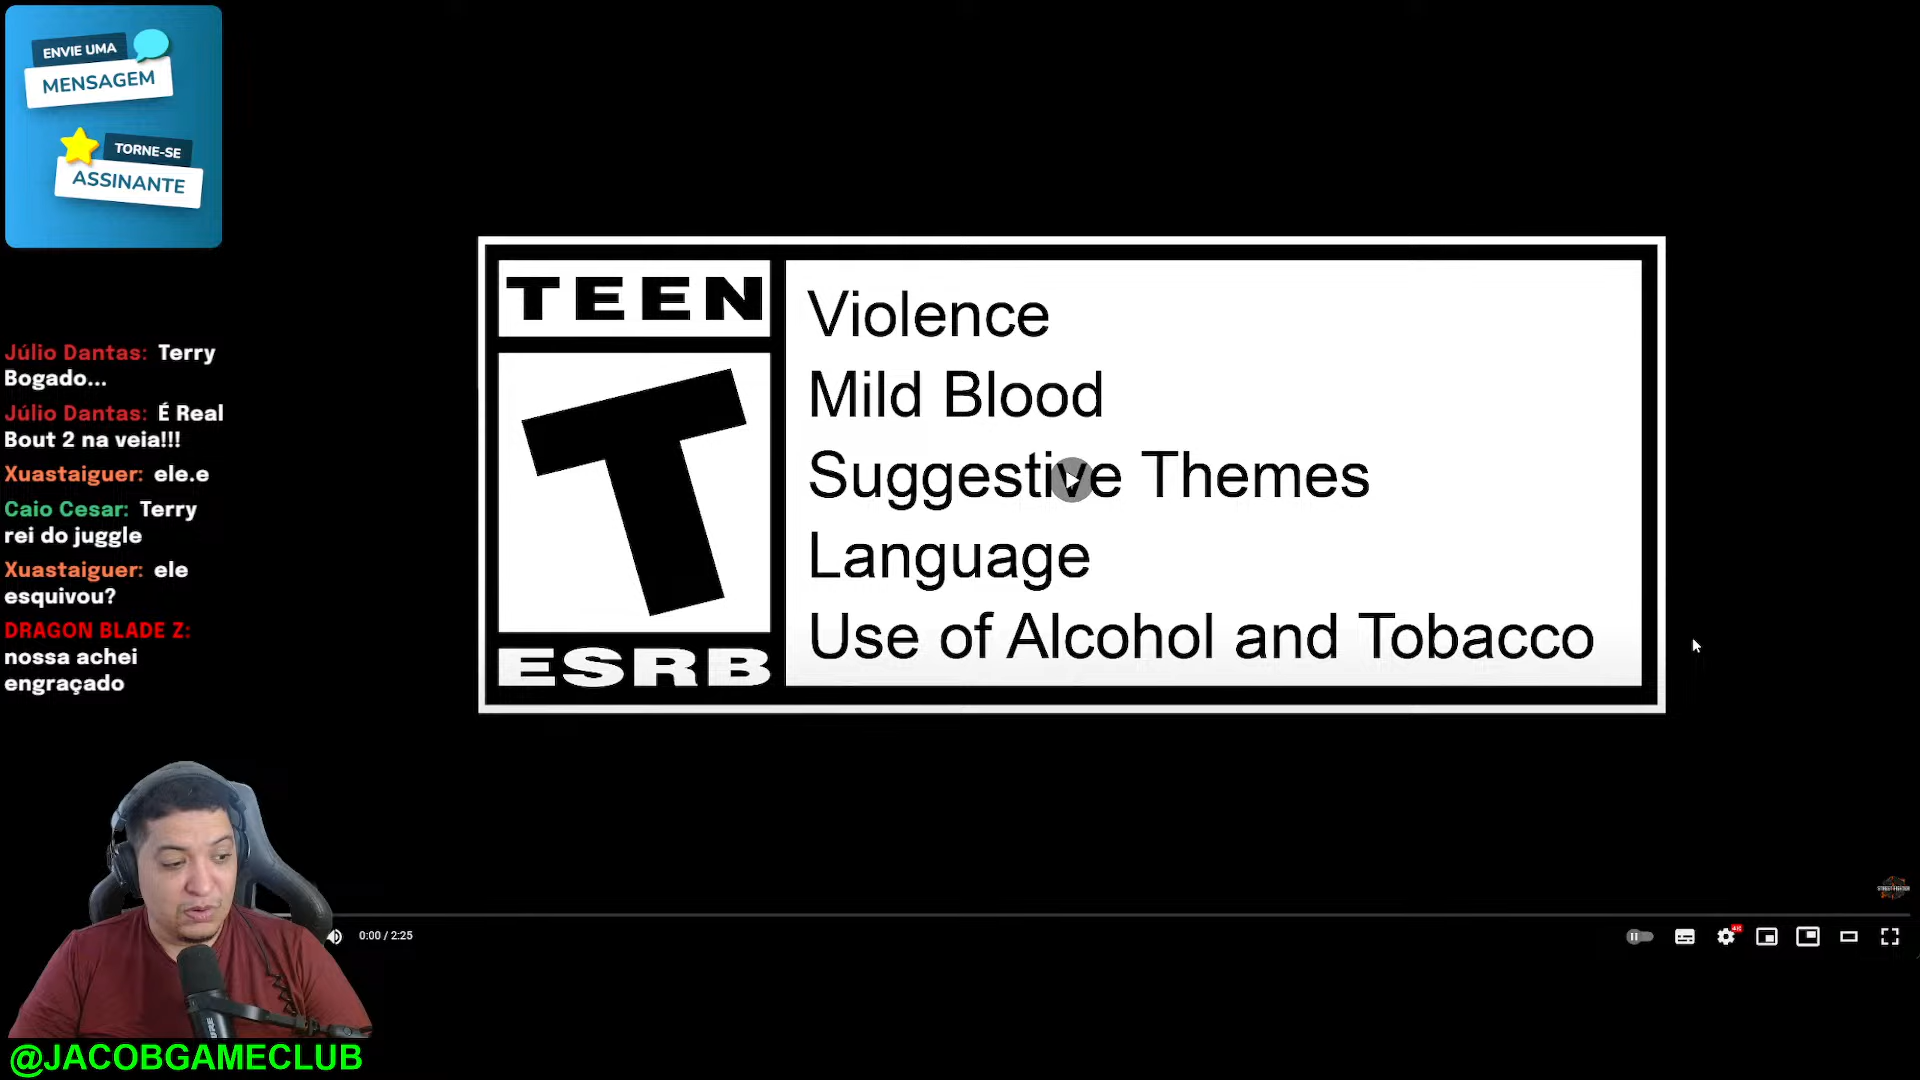 ENVIE UMA
MENSAGEM
TORNE-SE
ASSINANTE
Júlio Dantas: Terry
Bogado...
Júlio Dantas: É Real
Bout 2 na veia!!!
Xuastaiguer: ele.e
Caio Cesar: Terry
rei do juggle
Xuastaiguer: ele
esquivou?
DRAGON BLADE Z:
nossa achei
engraçado
TEEN
T
ESRB
Violence
Mild Blood
Suggestive Themes
Language
Use of Alcohol and Tobacco
0:00 / 2:25
@JACOBGAMECLUB